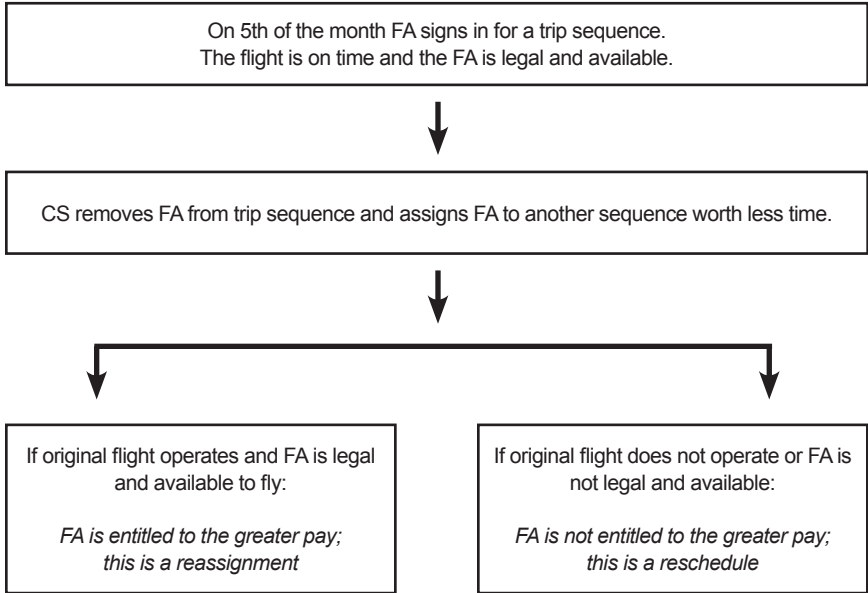 On 5th of the month FA signs in for a trip sequence.
The flight is on time and the FA is legal and available.
CS removes FA from trip sequence and assigns FA to another sequence worth less time.
If original flight operates and FA is legal
and available to fly:
FA is entitled to the greater pay;
this is a reassignment
If original flight does not operate or FA is
not legal and available:
FA is not entitled to the greater pay;
this is a reschedule